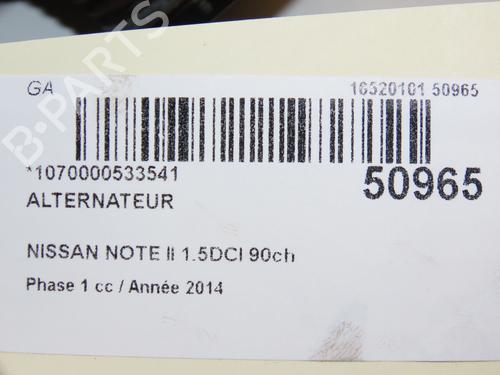 B-PARTS
GA 16520101 50965
*1070000533541 50965
ALTERNATEUR
NISSAN NOTE II 1.5DCI 90ch
Phase 1 cc / Année 2014